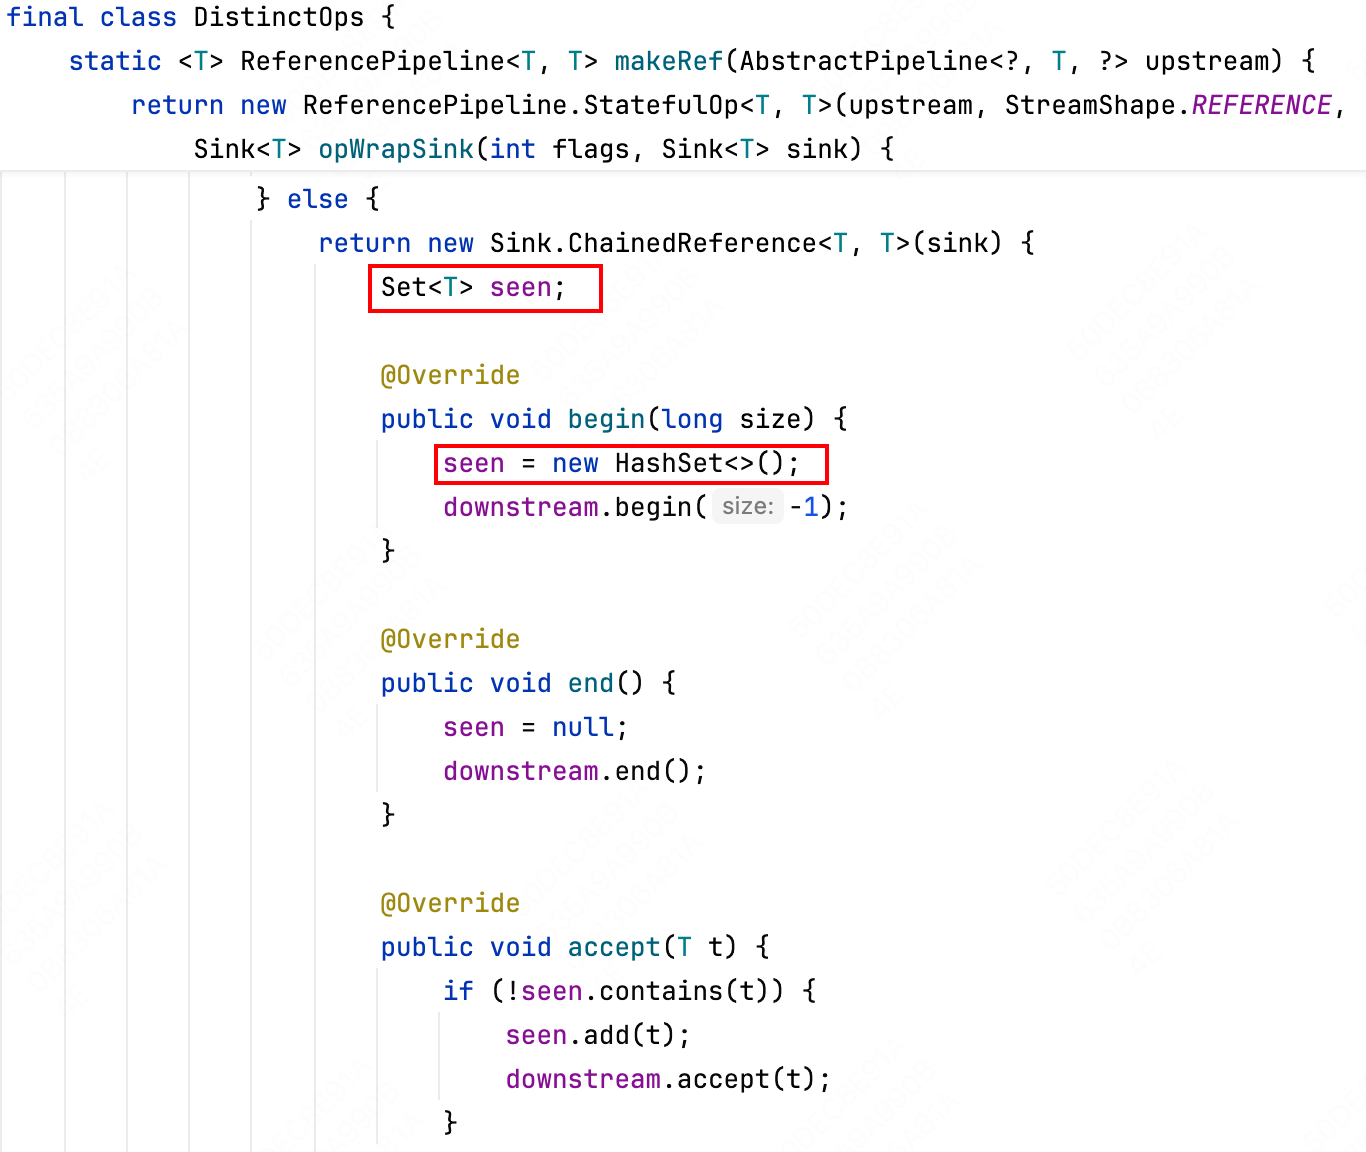 final class DistinctOps {
static <T> ReferencePipeline<T, T> makeRef(AbstractPipeline<?, T, ?> upstream) {
return new ReferencePipeline.StatefulOp<T, T>(upstream, StreamShape.REFERENCE,
Sink<T> opWrapSink(int flags, Sink<T> sink) {
} else {
return new Sink.ChainedReference<T, T>(sink) {
Set<T> seen;
@Override
public void begin(long size) {
seen = new HashSet<>();
downstream.begin( size: -1);
}
@Override
public void end() {
seen = null;
downstream.end();
}
@Override
public void accept(T t) {
if (!seen.contains(t)) {
seen.add(t);
downstream.accept(t);
}